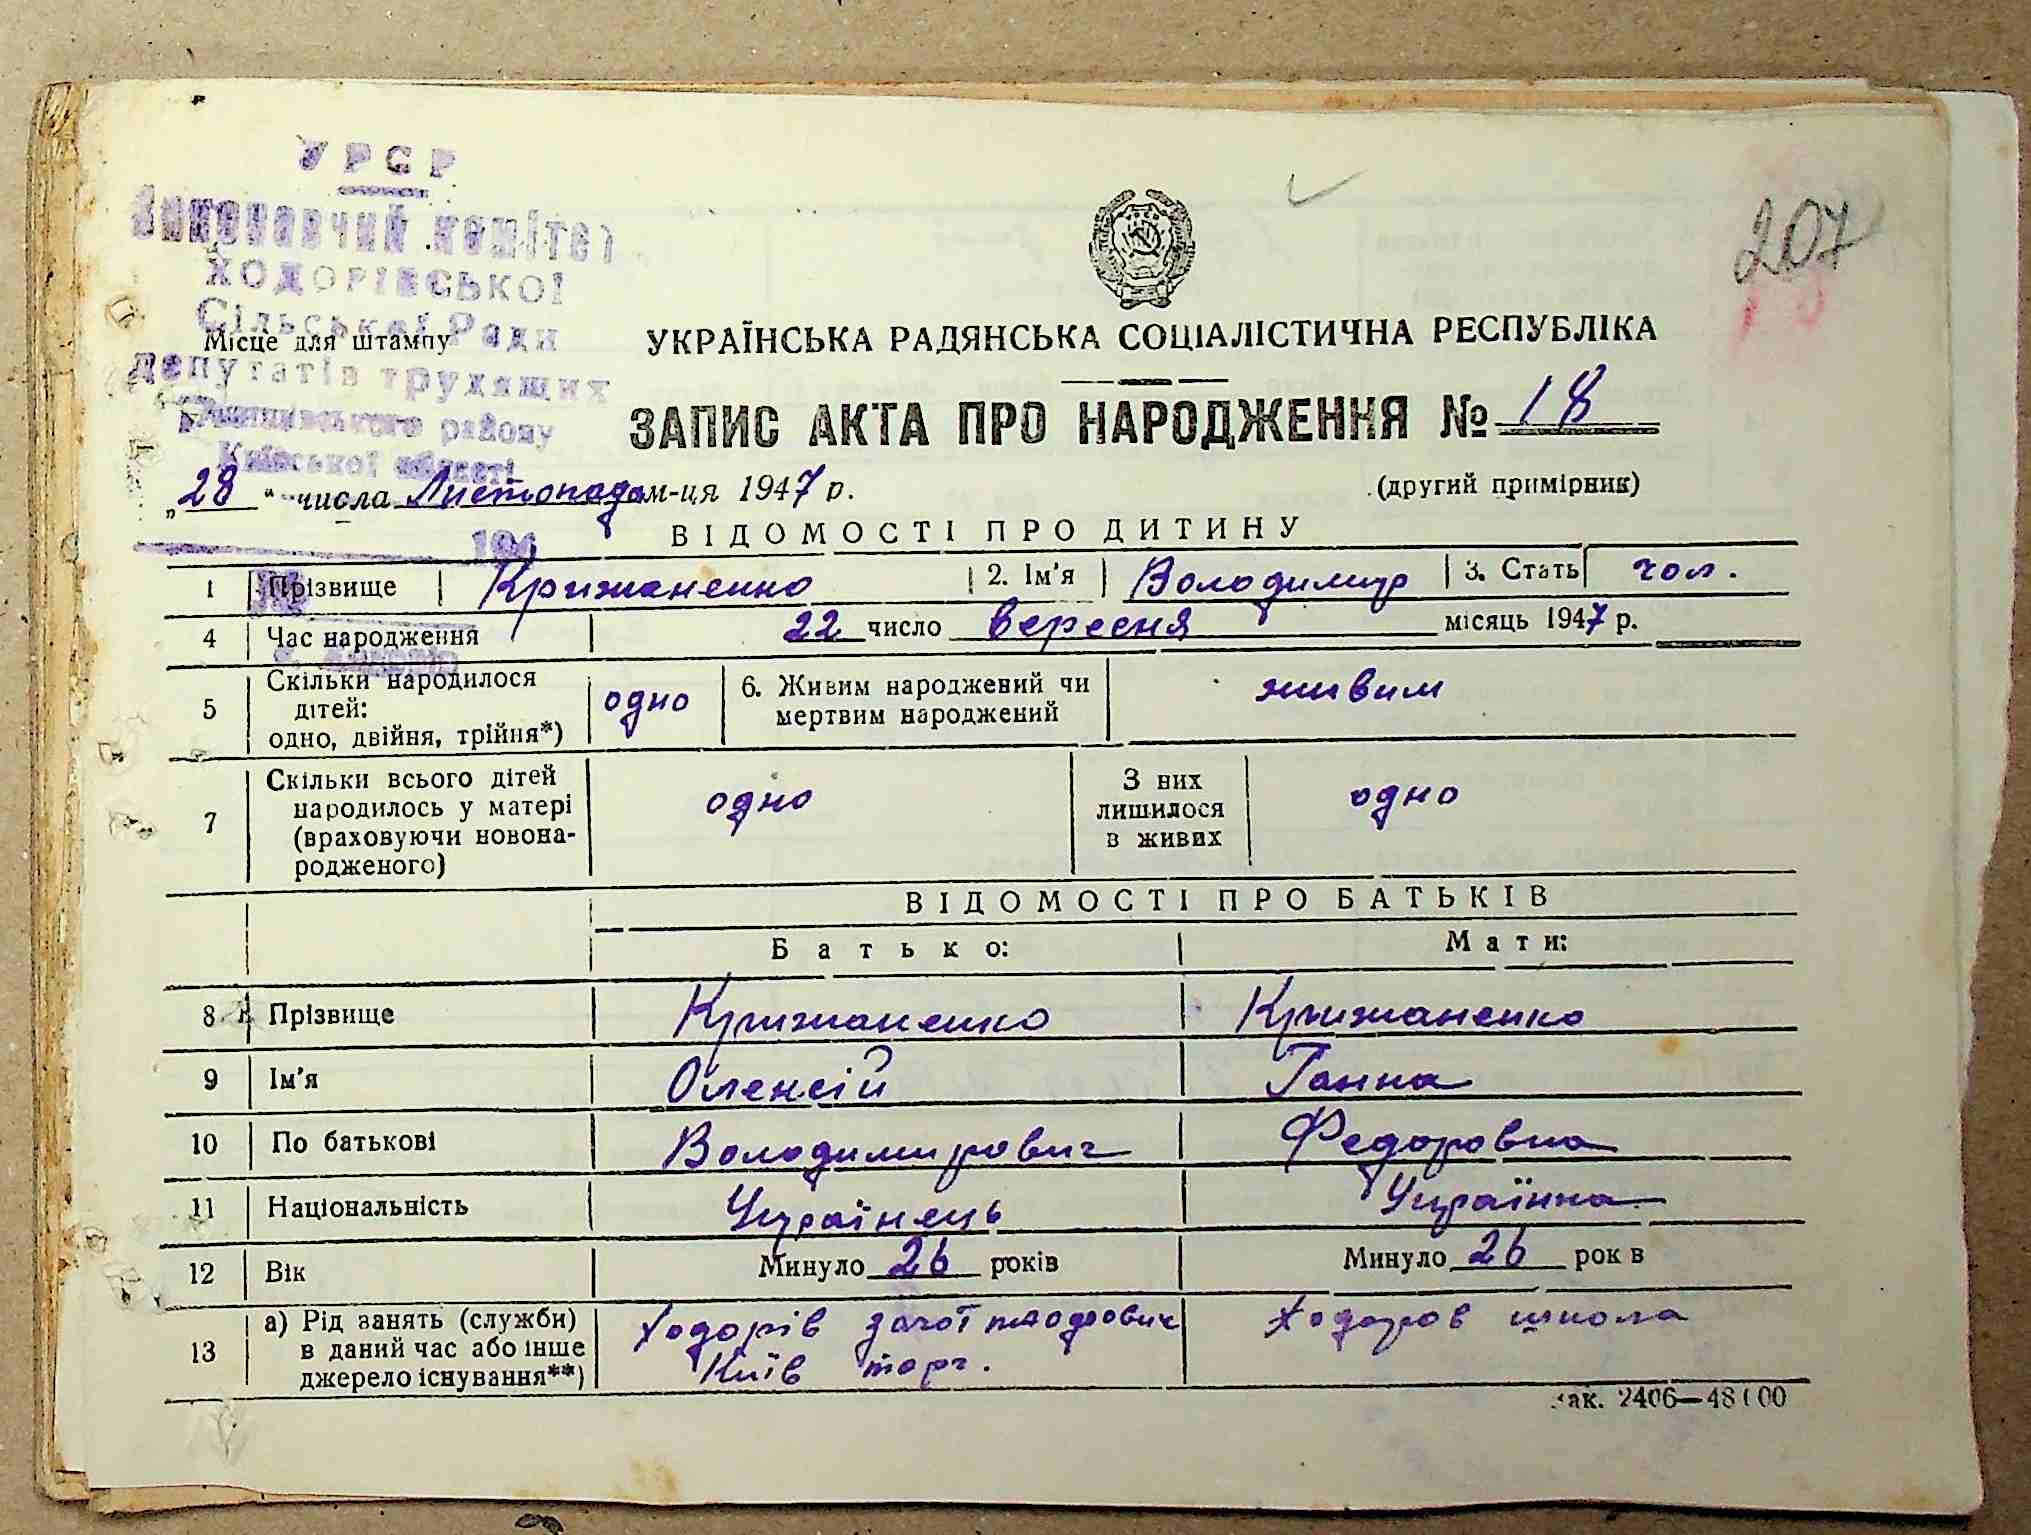 УРСР
Виконавчий комітет
ХОДОРІВСЬКОЇ
Сільської Ради
депутатів трудящих
району
Київської області
194
Місце для штампу
207
УКРАЇНСЬКА РАДЯНСЬКА СОЦІАЛІСТИЧНА РЕСПУБЛІКА
ЗАПИС АКТА ПРО НАРОДЖЕННЯ № 18
„28“ числа Листопада м-ця 1947 р. (другий примірник)
ВІДОМОСТІ ПРО ДИТИНУ
1 Прізвище Крижаненко 2. Ім'я Володимир 3. Стать чол.
4 Час народження 22 число вересня місяць 1947 р.
5 Скільки народилося дітей: одно, двійня, трійня*) одно 6. Живим народжений чи мертвим народжений живим
7 Скільки всього дітей народилось у матері (враховуючи новонародженого) одно З них лишилося в живих одно
ВІДОМОСТІ ПРО БАТЬКІВ
Батько: Мати:
8 Прізвище Крижаненко Крижаненко
9 Ім'я Олексій Ганна
10 По батькові Володимирович Федоровна
11 Національність Українець Українка
12 Вік Минуло 26 років Минуло 26 рок в
13 а) Рід занять (служби) в даний час або інше джерело існування**) Ходорів Київ торг. Ходоров школа
Зак. 2406—48100